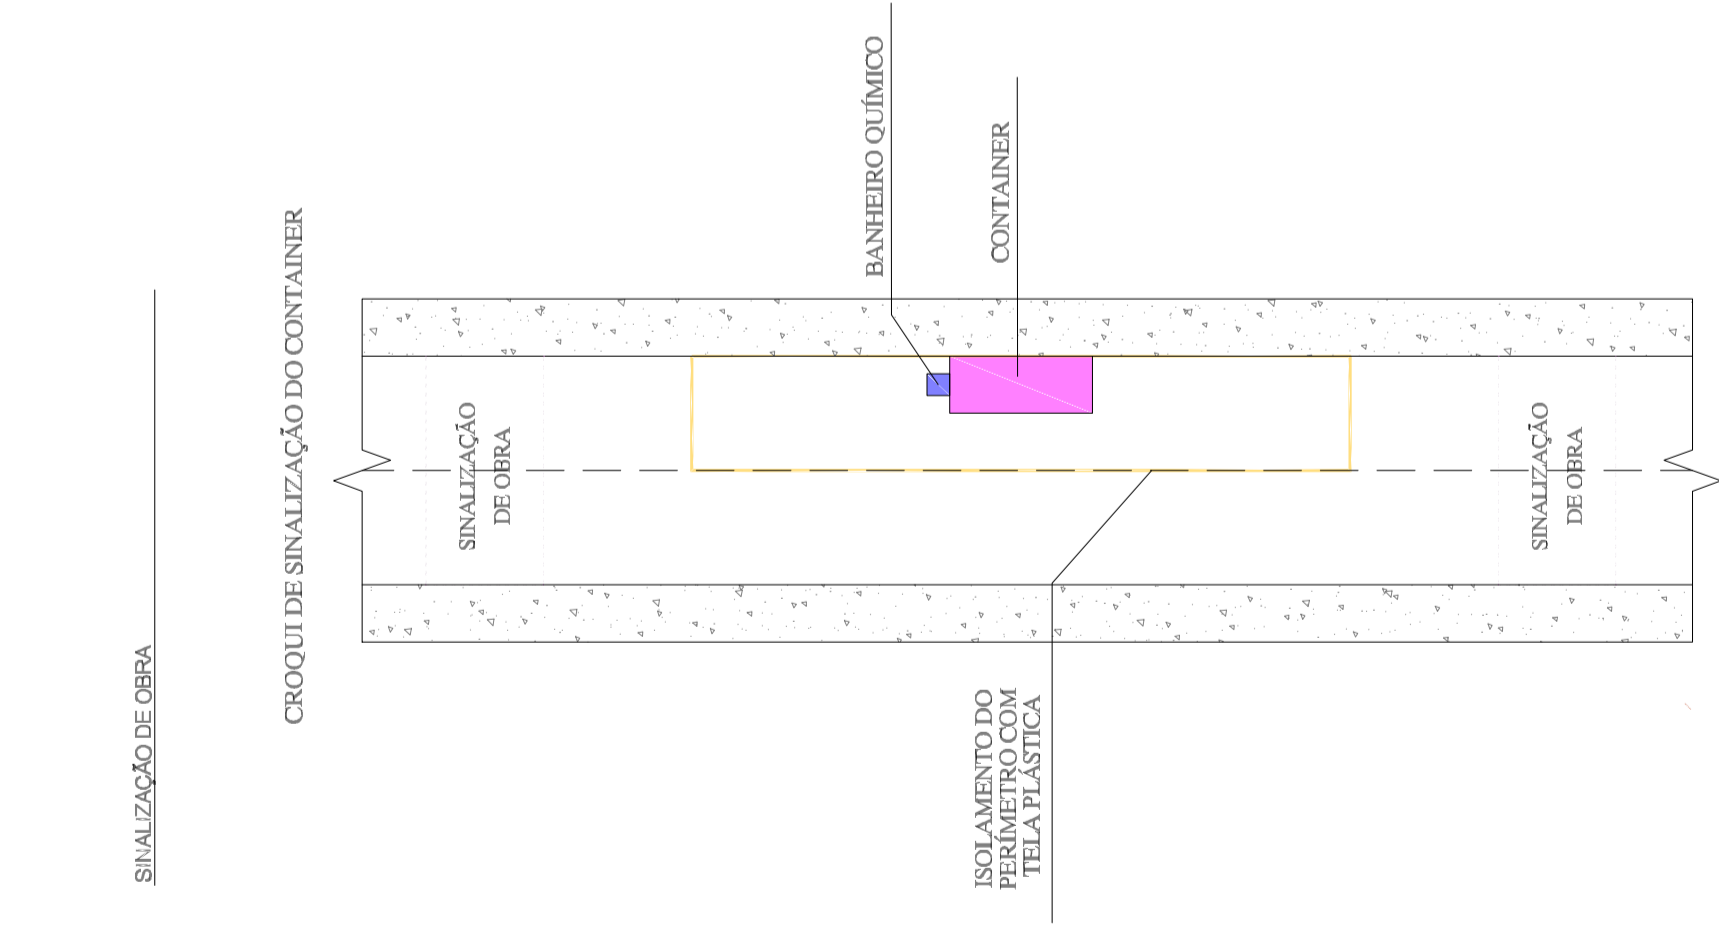 SINALIZAÇÃO DE OBRA
CROQUI DE SINALIZAÇÃO DO CONTAINER
SINALIZAÇÃO
DE OBRA
BANHEIRO QUÍMICO
CONTAINER
ISOLAMENTO DO
PERÍMETRO COM
TELA PLÁSTICA
SINALIZAÇÃO
DE OBRA